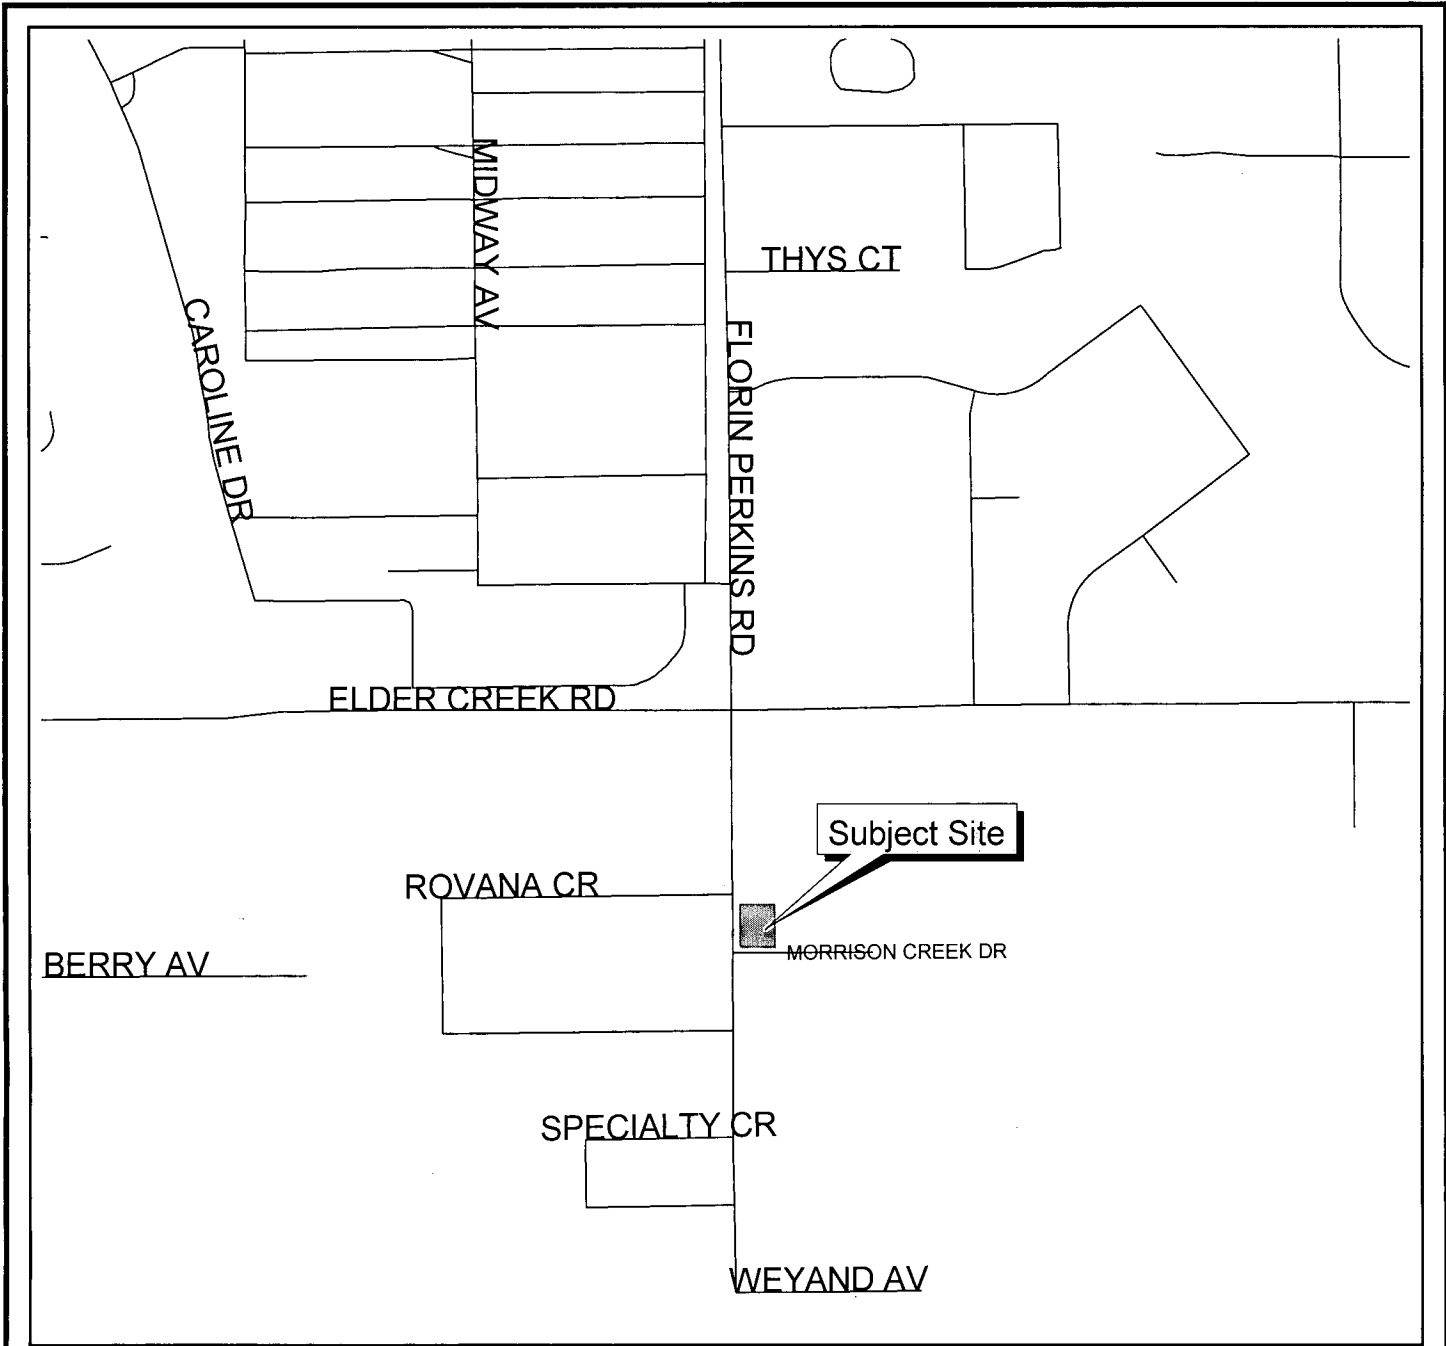 MIDWAY AV
THYS CT
CAROLINE DR
FLORIN PERKINS RD
ELDER CREEK RD
Subject Site
ROVANA CR
MORRISON CREEK DR
BERRY AV
SPECIALTY CR
WEYAND AV